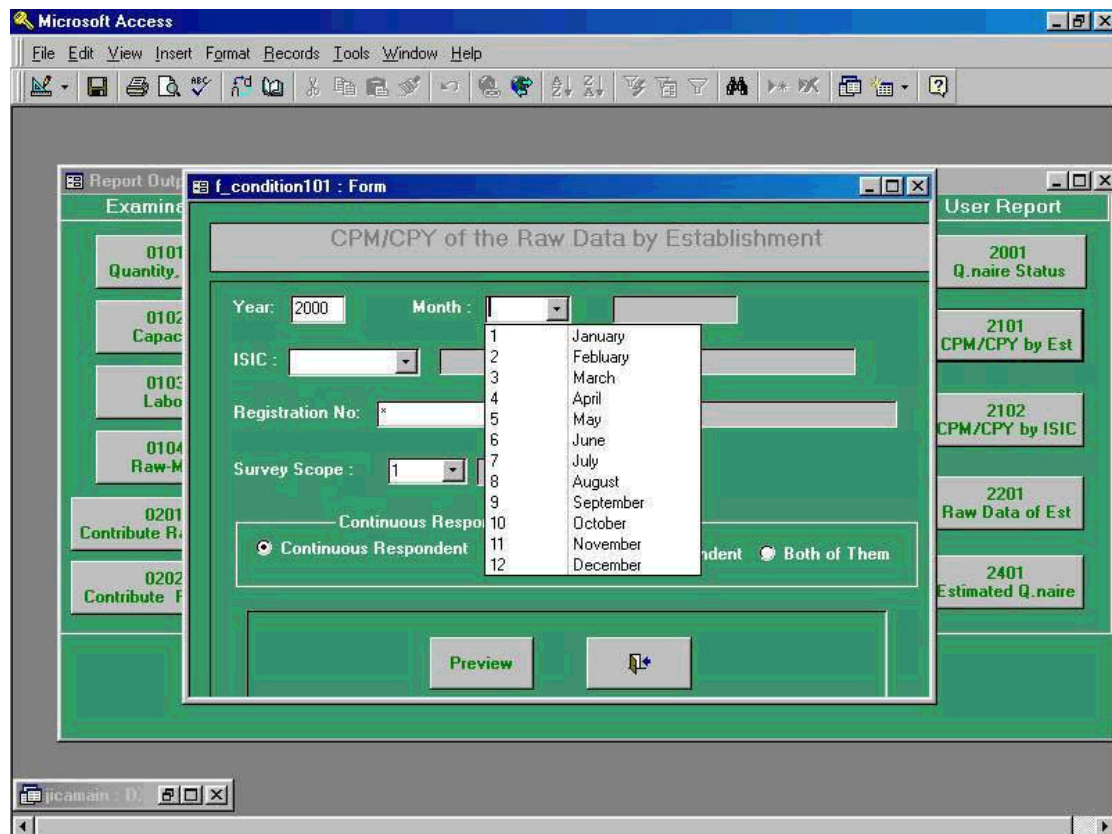 Microsoft Access
File Edit View Insert Format Records Tools Window Help
Report Outp
f_condition101 : Form
Examina
User Report
CPM/CPY of the Raw Data by Establishment
0101
Quantity,
0102
Capac
0103
Labo
0104
Raw-M
0201
Contribute Ra
0202
Contribute F
Year: 2000 Month :
ISIC :
Registration No: *
Survey Scope : 1
1 January
2 Febluary
3 March
4 April
5 May
6 June
7 July
8 August
9 September
10 October
11 November
12 December
Continuous Respo
Continuous Respondent
ndent
Both of Them
Preview
2001
Q.naire Status
2101
CPM/CPY by Est
2102
CPM/CPY by ISIC
2201
Raw Data of Est
2401
Estimated Q.naire
jicamain : D.